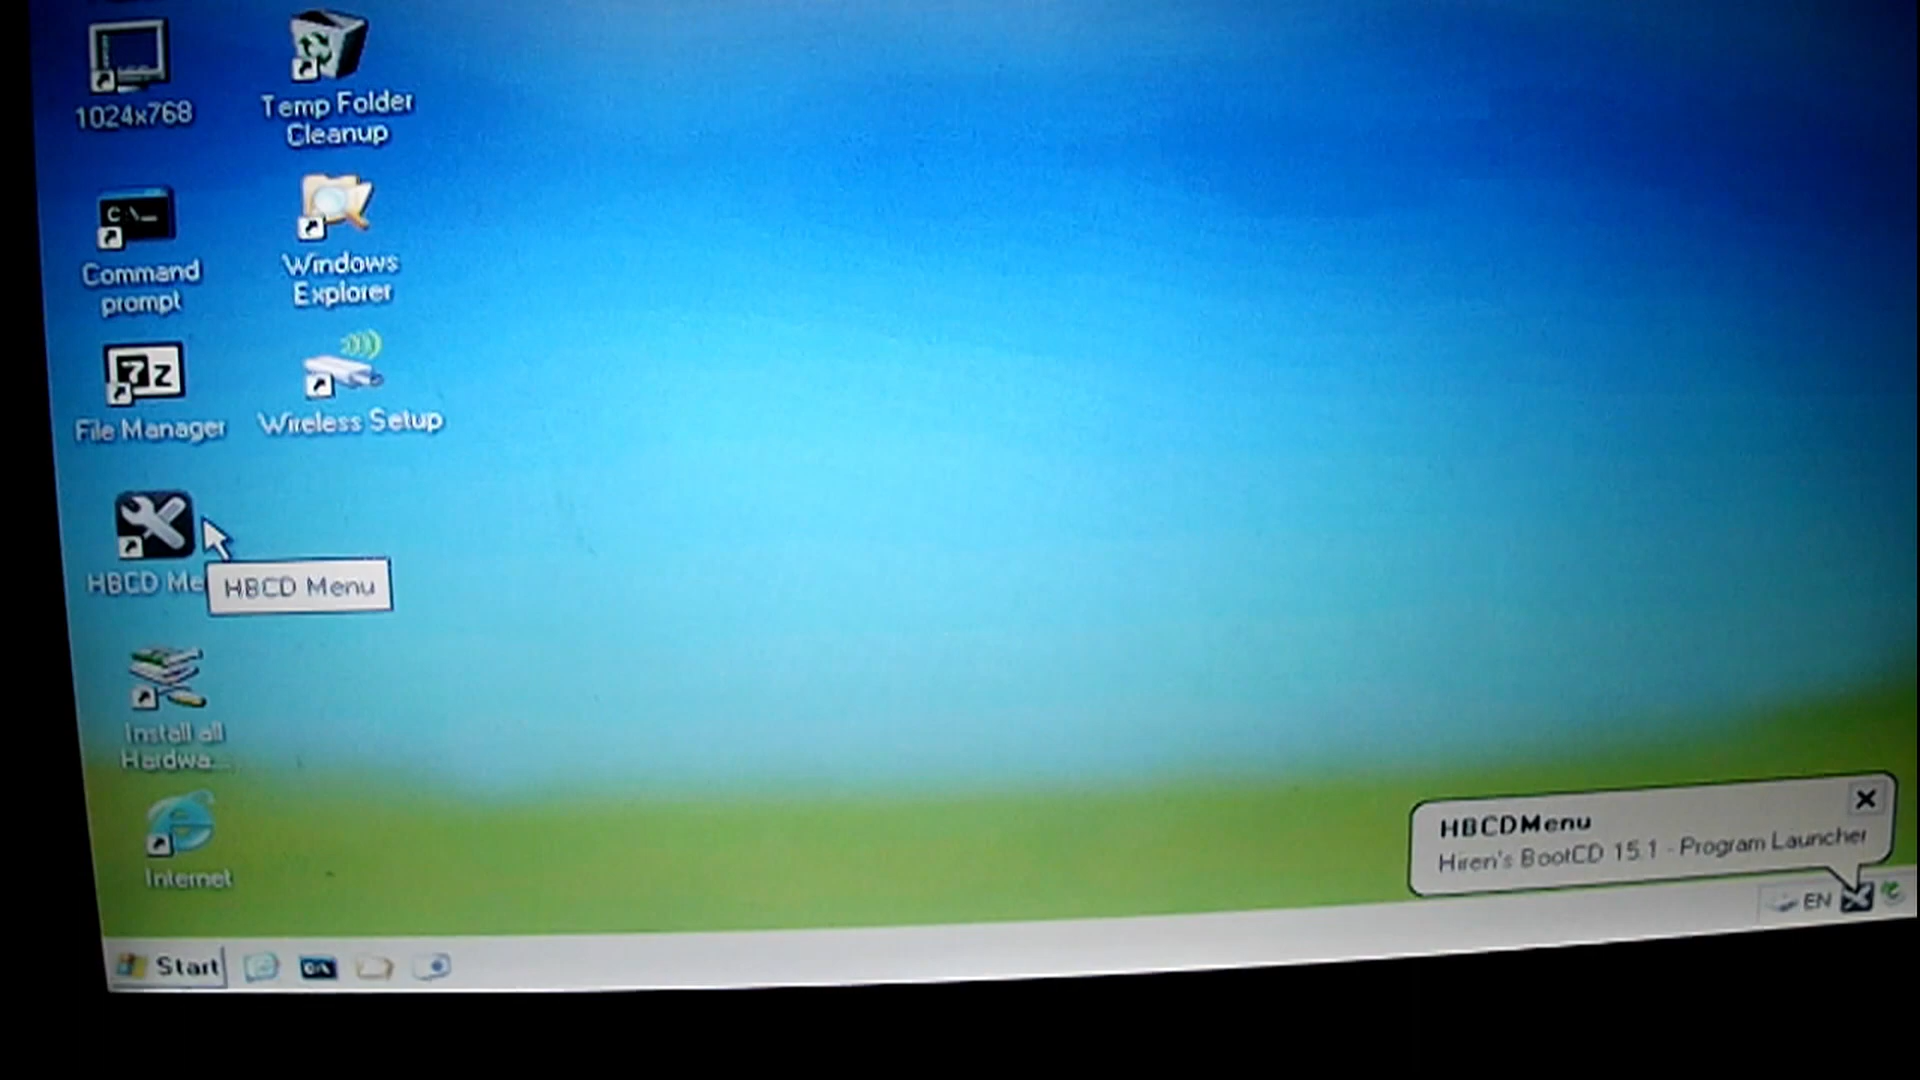 1024x768
Temp Folder
Cleanup
C:\_
Command
prompt
Windows
Explorer
7z
File Manager
Wireless Setup
HBCD Me
HBCD Menu
Install all
Hardwa...
Internet
HBCDMenu
Hiren's BootCD 15.1 - Program Launcher
EN
Start